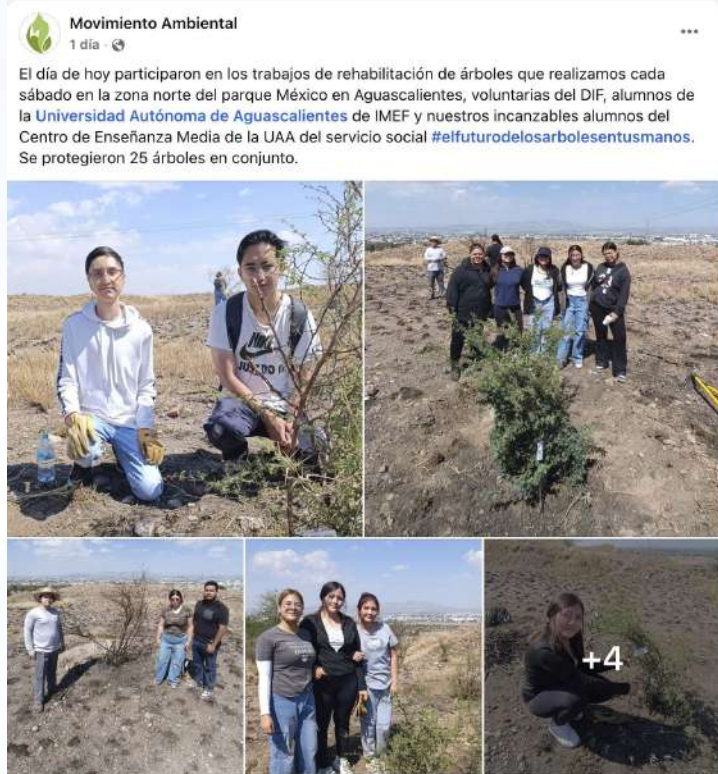 Movimiento Ambiental
1 día ·
El día de hoy participaron en los trabajos de rehabilitación de árboles que realizamos cada
sábado en la zona norte del parque México en Aguascalientes, voluntarias del DIF, alumnos de
la Universidad Autónoma de Aguascalientes de IMEF y nuestros incanzables alumnos del
Centro de Enseñanza Media de la UAA del servicio social #elfuturodelosarbolesentusmanos.
Se protegieron 25 árboles en conjunto.
NIKE
JUST DO
+4